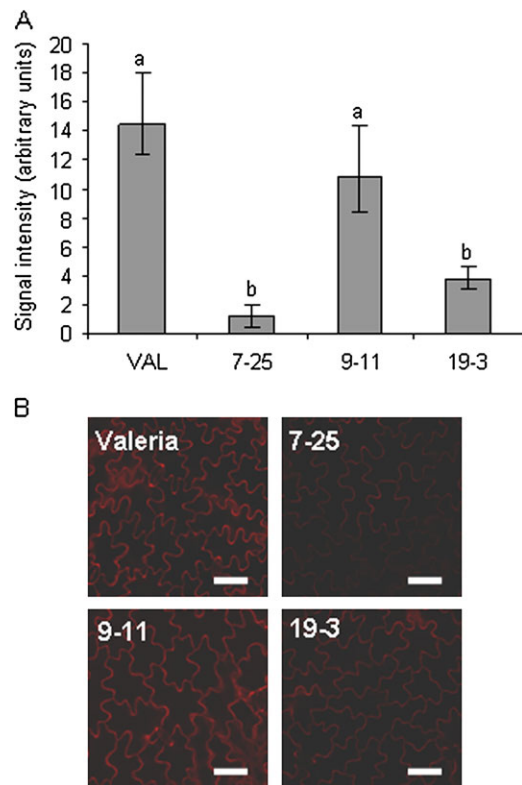 A
Signal intensity (arbitrary units)
20
18
16
14
12
10
8
6
4
2
0
a
b
a
b
VAL 7-25 9-11 19-3
B
Valeria 7-25
9-11 19-3